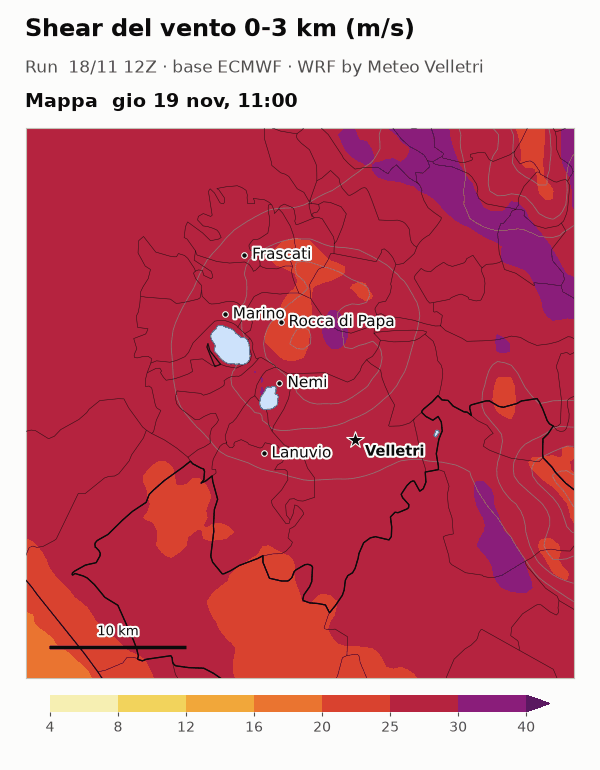 Shear del vento 0-3 km (m/s)
Run  18/11 12Z · base ECMWF · WRF by Meteo Velletri
Mappa  gio 19 nov, 11:00
Frascati
Marino
Rocca di Papa
Nemi
Velletri
Lanuvio
10 km
4 8 12 16 20 25 30 40